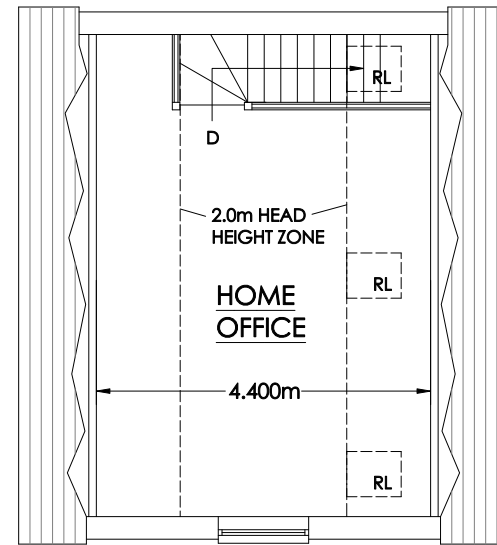 RL
D
2.0m HEAD
HEIGHT ZONE
RL
HOME
OFFICE
4.400m
RL